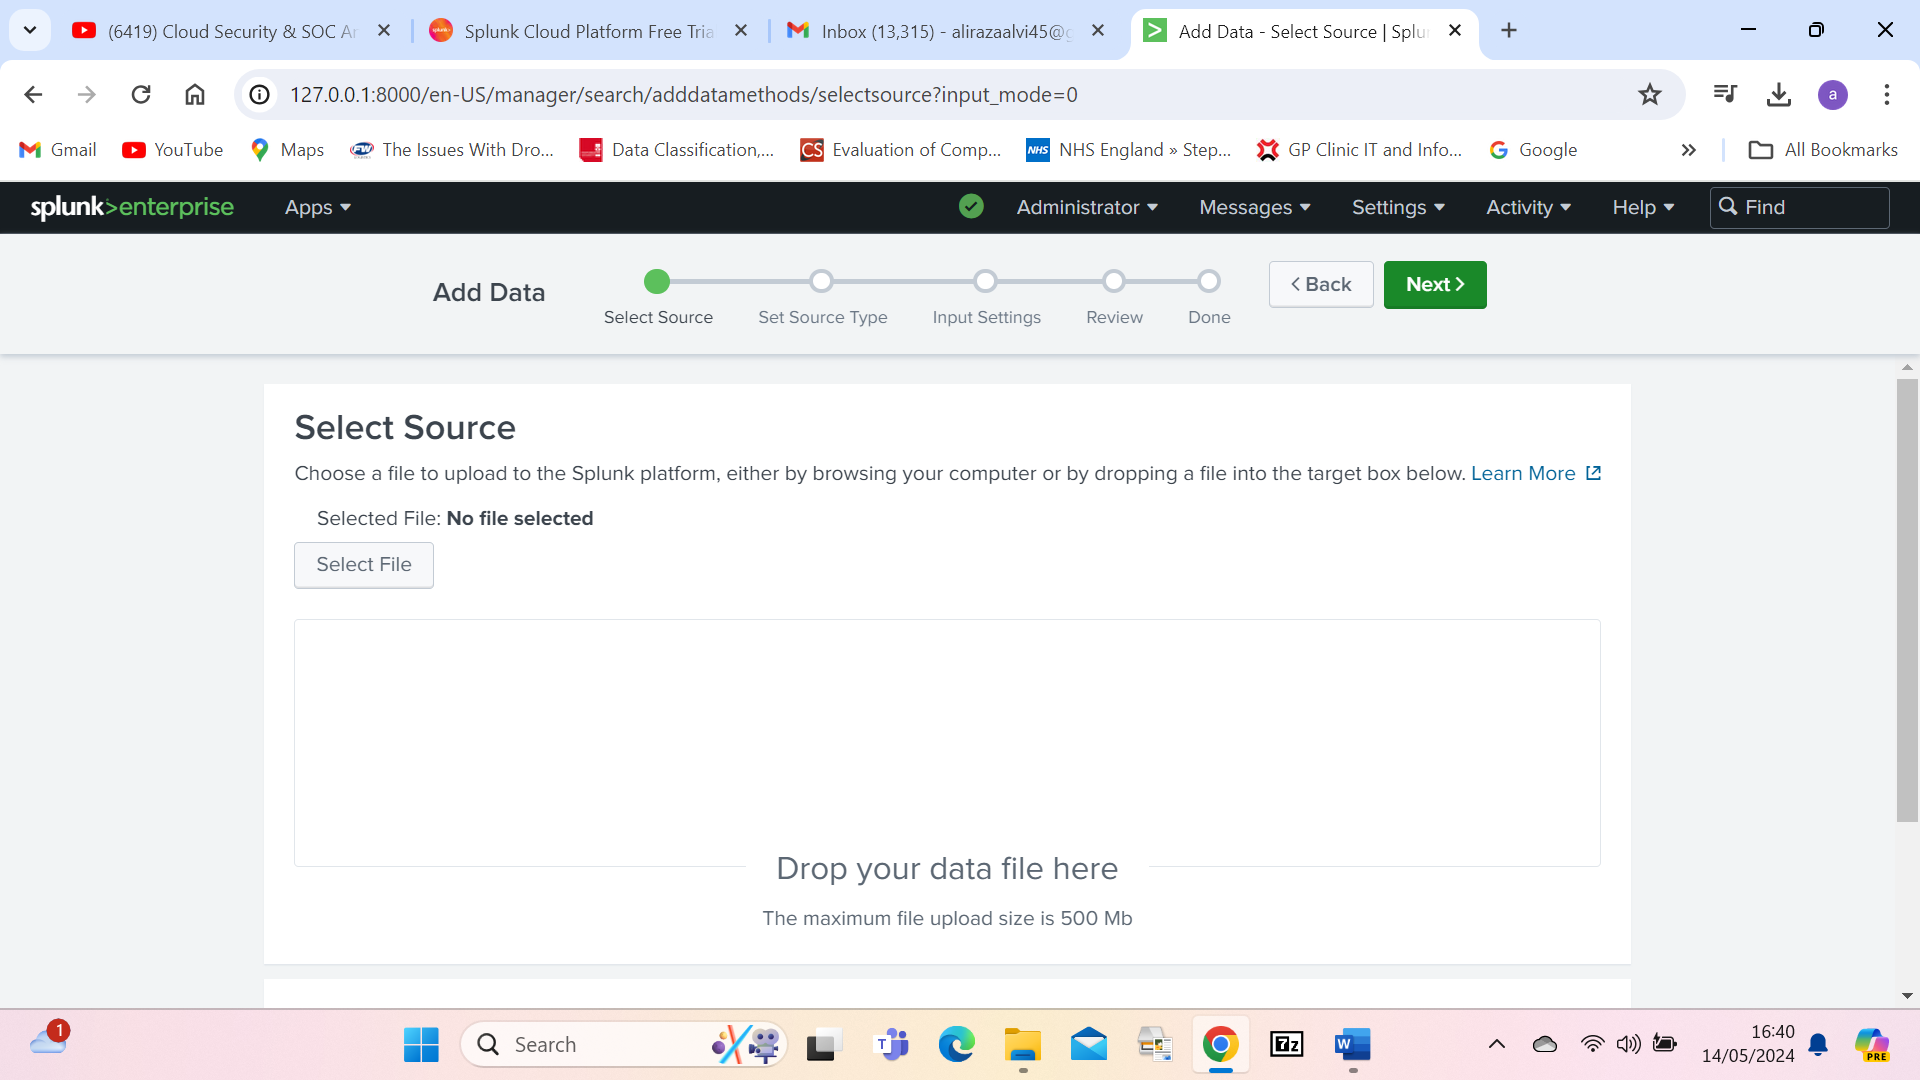 (6419) Cloud Security & SOC Ar
Splunk Cloud Platform Free Tria
Inbox (13,315) - alirazaalvi45@g
Add Data - Select Source | Splu
127.0.0.1:8000/en-US/manager/search/adddatamethods/selectsource?input_mode=0
a
Gmail
YouTube
Maps
The Issues With Dro...
Data Classification,...
CS Evaluation of Comp...
NHS NHS England » Step...
GP Clinic IT and Info...
Google
All Bookmarks
splunk>enterprise
Apps
Administrator
Messages
Settings
Activity
Help
Find
Add Data
Select Source
Set Source Type
Input Settings
Review
Done
Back
Next
Select Source
Choose a file to upload to the Splunk platform, either by browsing your computer or by dropping a file into the target box below. Learn More
Selected File: No file selected
Select File
Drop your data file here
The maximum file upload size is 500 Mb
1
Search
T
7z
W
16:40
14/05/2024
PRE